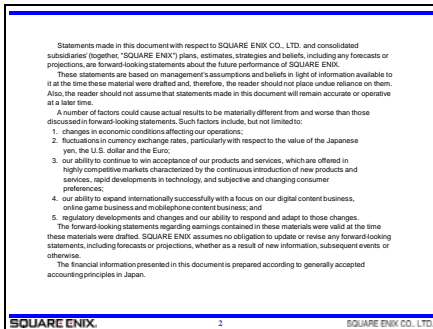 Statements made in this document with respect to SQUARE ENIX CO., LTD. and consolidated
subsidiaries' (together, "SQUARE ENIX") plans, estimates, strategies and beliefs, including any forecasts or
projections, are forward-looking statements about the future performance of SQUARE ENIX.
These statements are based on management's assumptions and beliefs in light of information available to
it at the time these material were drafted and, therefore, the reader should not place undue reliance on them.
Also, the reader should not assume that statements made in this document will remain accurate or operative
at a later time.
A number of factors could cause actual results to be materially different from and worse than those
discussed in forward-looking statements. Such factors include, but not limited to:
1. changes in economic conditions affecting our operations;
2. fluctuations in currency exchange rates, particularly with respect to the value of the Japanese
yen, the U.S. dollar and the Euro;
3. our ability to continue to win acceptance of our products and services, which are offered in
highly competitive markets characterized by the continuous introduction of new products and
services, rapid developments in technology, and subjective and changing consumer
preferences;
4. our ability to expand internationally successfully with a focus on our digital content business,
online game business and mobile phone content business; and
5. regulatory developments and changes and our ability to respond and adapt to those changes.
The forward-looking statements regarding earnings contained in these materials were valid at the time
these materials were drafted. SQUARE ENIX assumes no obligation to update or revise any forward-looking
statements, including forecasts or projections, whether as a result of new information, subsequent events or
otherwise.
The financial information presented in this document is prepared according to generally accepted
accounting principles in Japan.
SQUARE ENIX. 2 SQUARE ENIX CO., LTD.